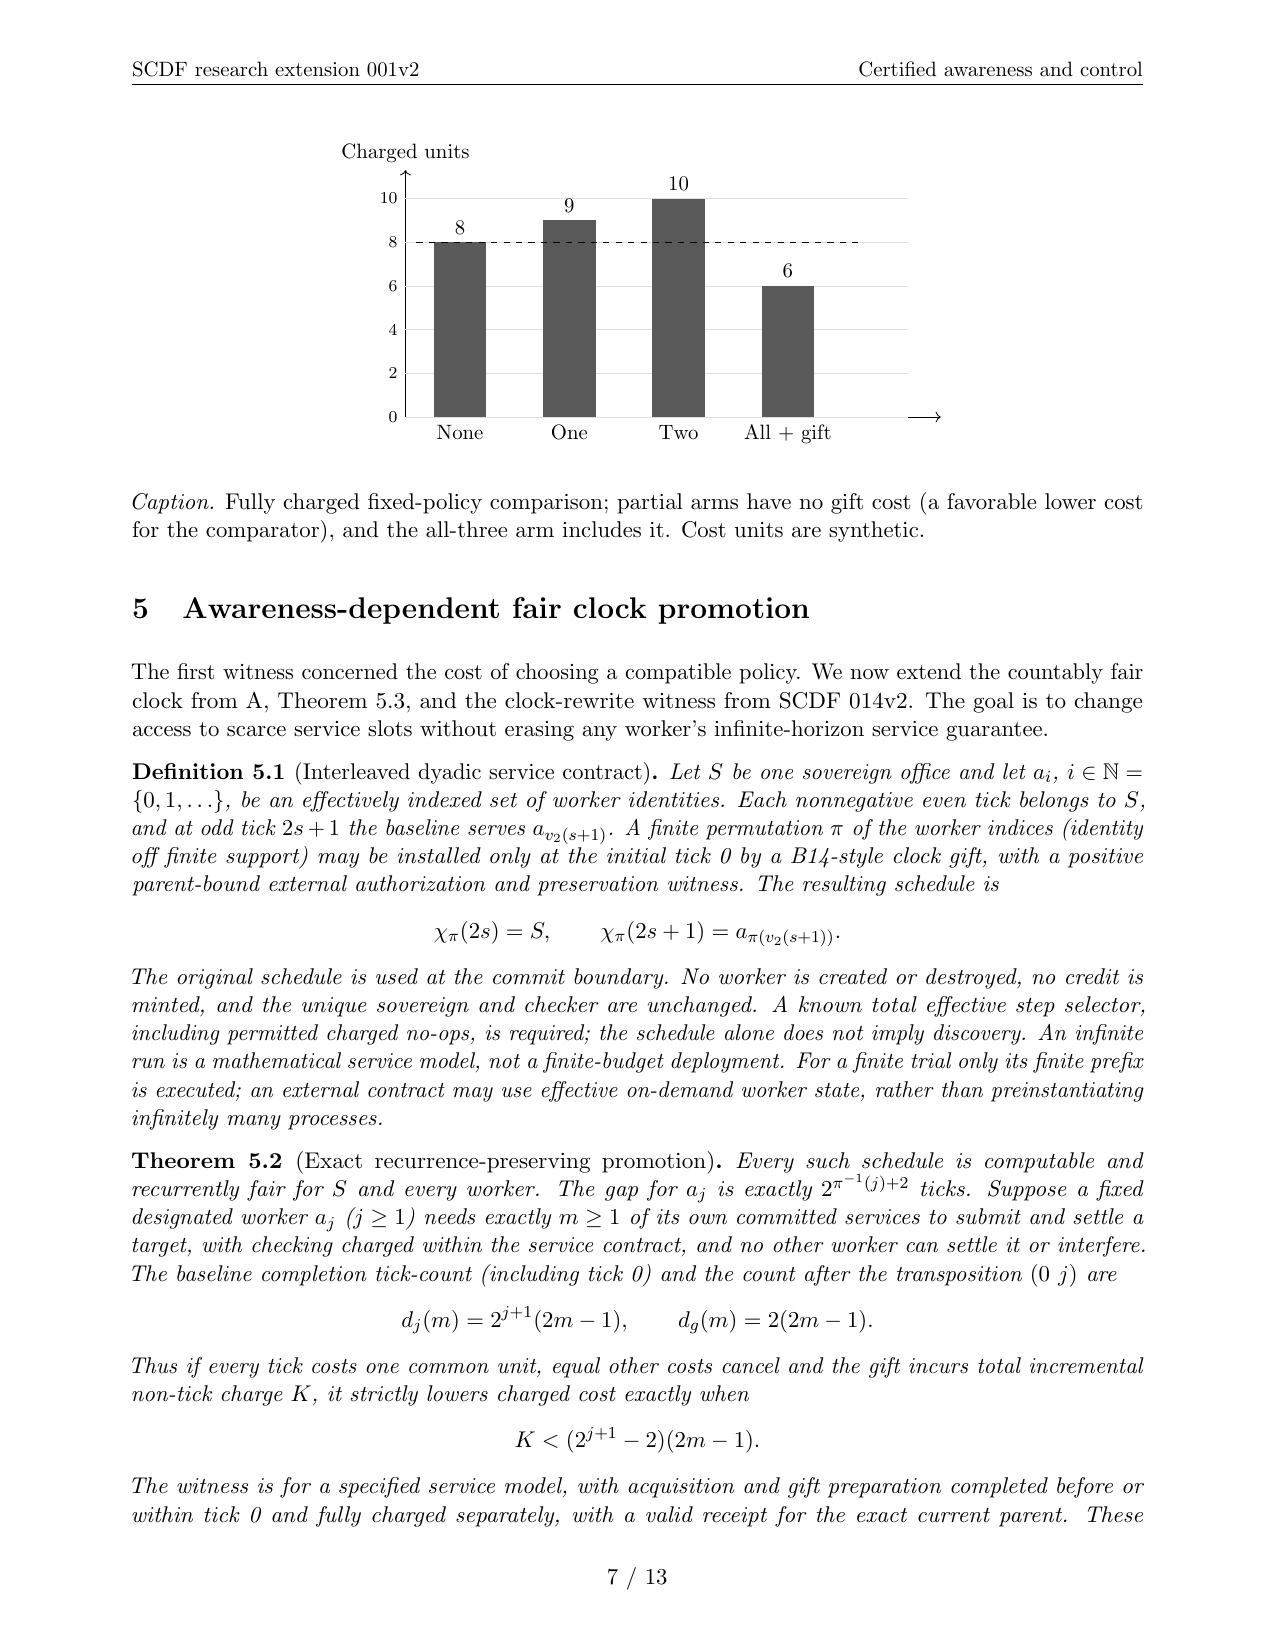 SCDF research extension 001v2 Certified awareness and control
Charged units
10
8
6
4
2
0
8
9
10
6
None One Two All + gift
Caption. Fully charged fixed-policy comparison; partial arms have no gift cost (a favorable lower cost
for the comparator), and the all-three arm includes it. Cost units are synthetic.
5 Awareness-dependent fair clock promotion
The first witness concerned the cost of choosing a compatible policy. We now extend the countably fair
clock from A, Theorem 5.3, and the clock-rewrite witness from SCDF 014v2. The goal is to change
access to scarce service slots without erasing any worker's infinite-horizon service guarantee.
Definition 5.1 (Interleaved dyadic service contract). Let S be one sovereign office and let a_i, i ∈ ℕ =
{0, 1, . . .}, be an effectively indexed set of worker identities. Each nonnegative even tick belongs to S,
and at odd tick 2s + 1 the baseline serves a_{v_2(s+1)}. A finite permutation π of the worker indices (identity
off finite support) may be installed only at the initial tick 0 by a B14-style clock gift, with a positive
parent-bound external authorization and preservation witness. The resulting schedule is
χ_π(2s) = S, χ_π(2s + 1) = a_{π(v_2(s+1))}.
The original schedule is used at the commit boundary. No worker is created or destroyed, no credit is
minted, and the unique sovereign and checker are unchanged. A known total effective step selector,
including permitted charged no-ops, is required; the schedule alone does not imply discovery. An infinite
run is a mathematical service model, not a finite-budget deployment. For a finite trial only its finite prefix
is executed; an external contract may use effective on-demand worker state, rather than preinstantiating
infinitely many processes.
Theorem 5.2 (Exact recurrence-preserving promotion). Every such schedule is computable and
recurrently fair for S and every worker. The gap for a_j is exactly 2^{π^{-1}(j)+2} ticks. Suppose a fixed
designated worker a_j (j ≥ 1) needs exactly m ≥ 1 of its own committed services to submit and settle a
target, with checking charged within the service contract, and no other worker can settle it or interfere.
The baseline completion tick-count (including tick 0) and the count after the transposition (0 j) are
d_j(m) = 2^{j+1}(2m − 1), d_g(m) = 2(2m − 1).
Thus if every tick costs one common unit, equal other costs cancel and the gift incurs total incremental
non-tick charge K, it strictly lowers charged cost exactly when
K < (2^{j+1} − 2)(2m − 1).
The witness is for a specified service model, with acquisition and gift preparation completed before or
within tick 0 and fully charged separately, with a valid receipt for the exact current parent. These
7 / 13